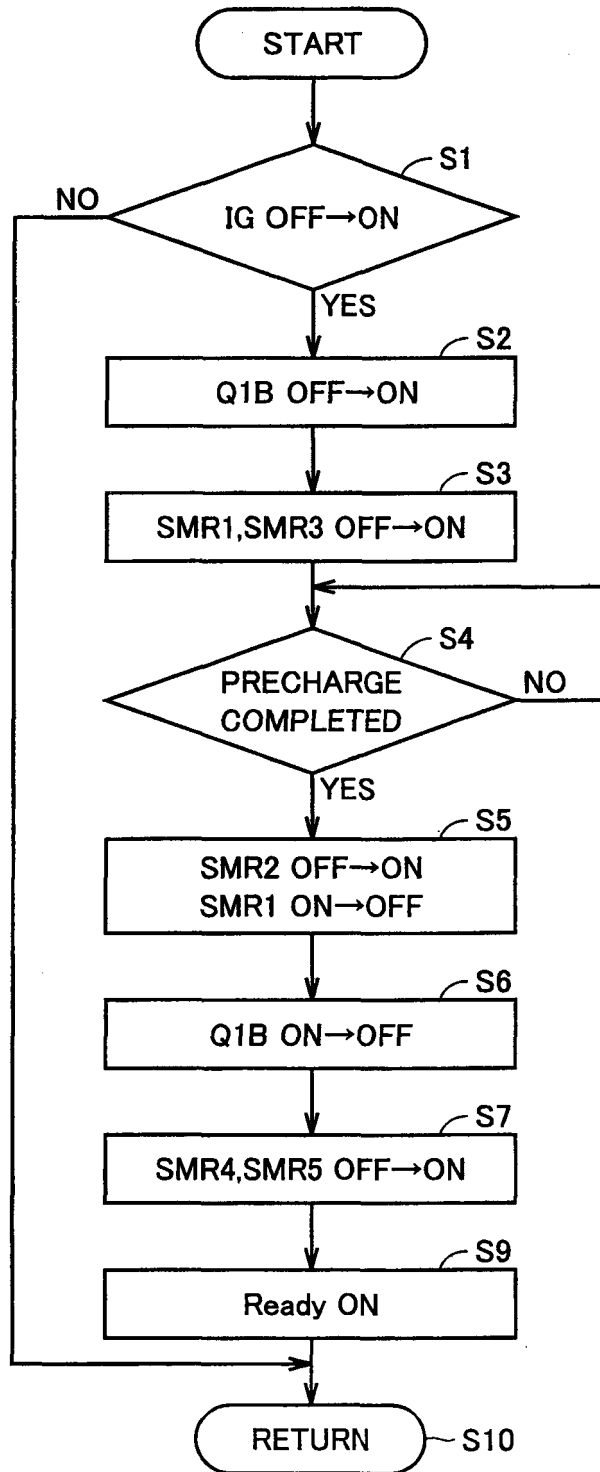 START
S1
NO
IG OFF→ON
YES
S2
Q1B OFF→ON
S3
SMR1,SMR3 OFF→ON
S4
PRECHARGE
COMPLETED
NO
YES
S5
SMR2 OFF→ON
SMR1 ON→OFF
S6
Q1B ON→OFF
S7
SMR4,SMR5 OFF→ON
S9
Ready ON
RETURN
S10